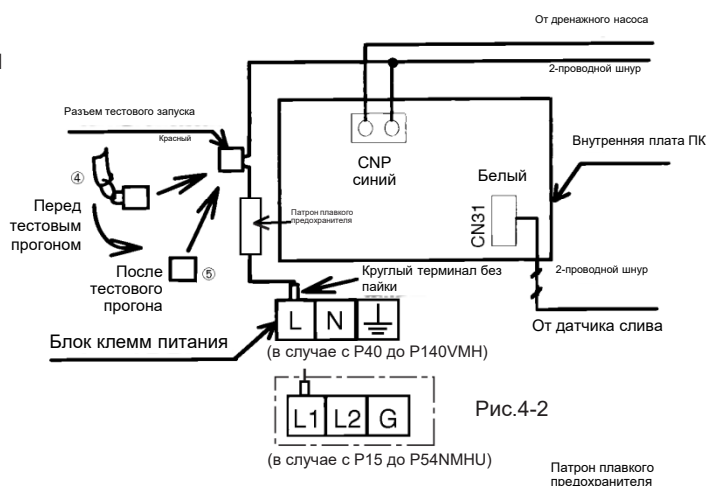 От дренажного насоса
2-проводной шнур
Разъем тестового запуска
Красный
Внутренняя плата ПК
CNP
синий
Белый
CN31
④
Перед
тестовым
прогоном
Патрон плавкого
предохранителя
После
тестового
прогона
⑤
Круглый терминал без
пайки
2-проводной шнур
От датчика слива
L N
Блок клемм питания
(в случае с P40 до P140VMH)
L1 L2 G
Рис.4-2
(в случае с P15 до P54NMHU)
Патрон плавкого
предохранителя